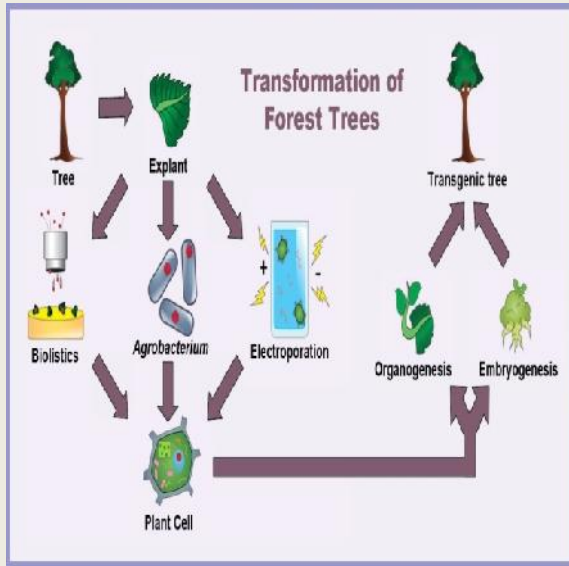 Transformation of
Forest Trees
Tree
Explant
Transgenic tree
+
-
Biolistics
Agrobacterium
Electroporation
Organogenesis
Embryogenesis
Plant Cell